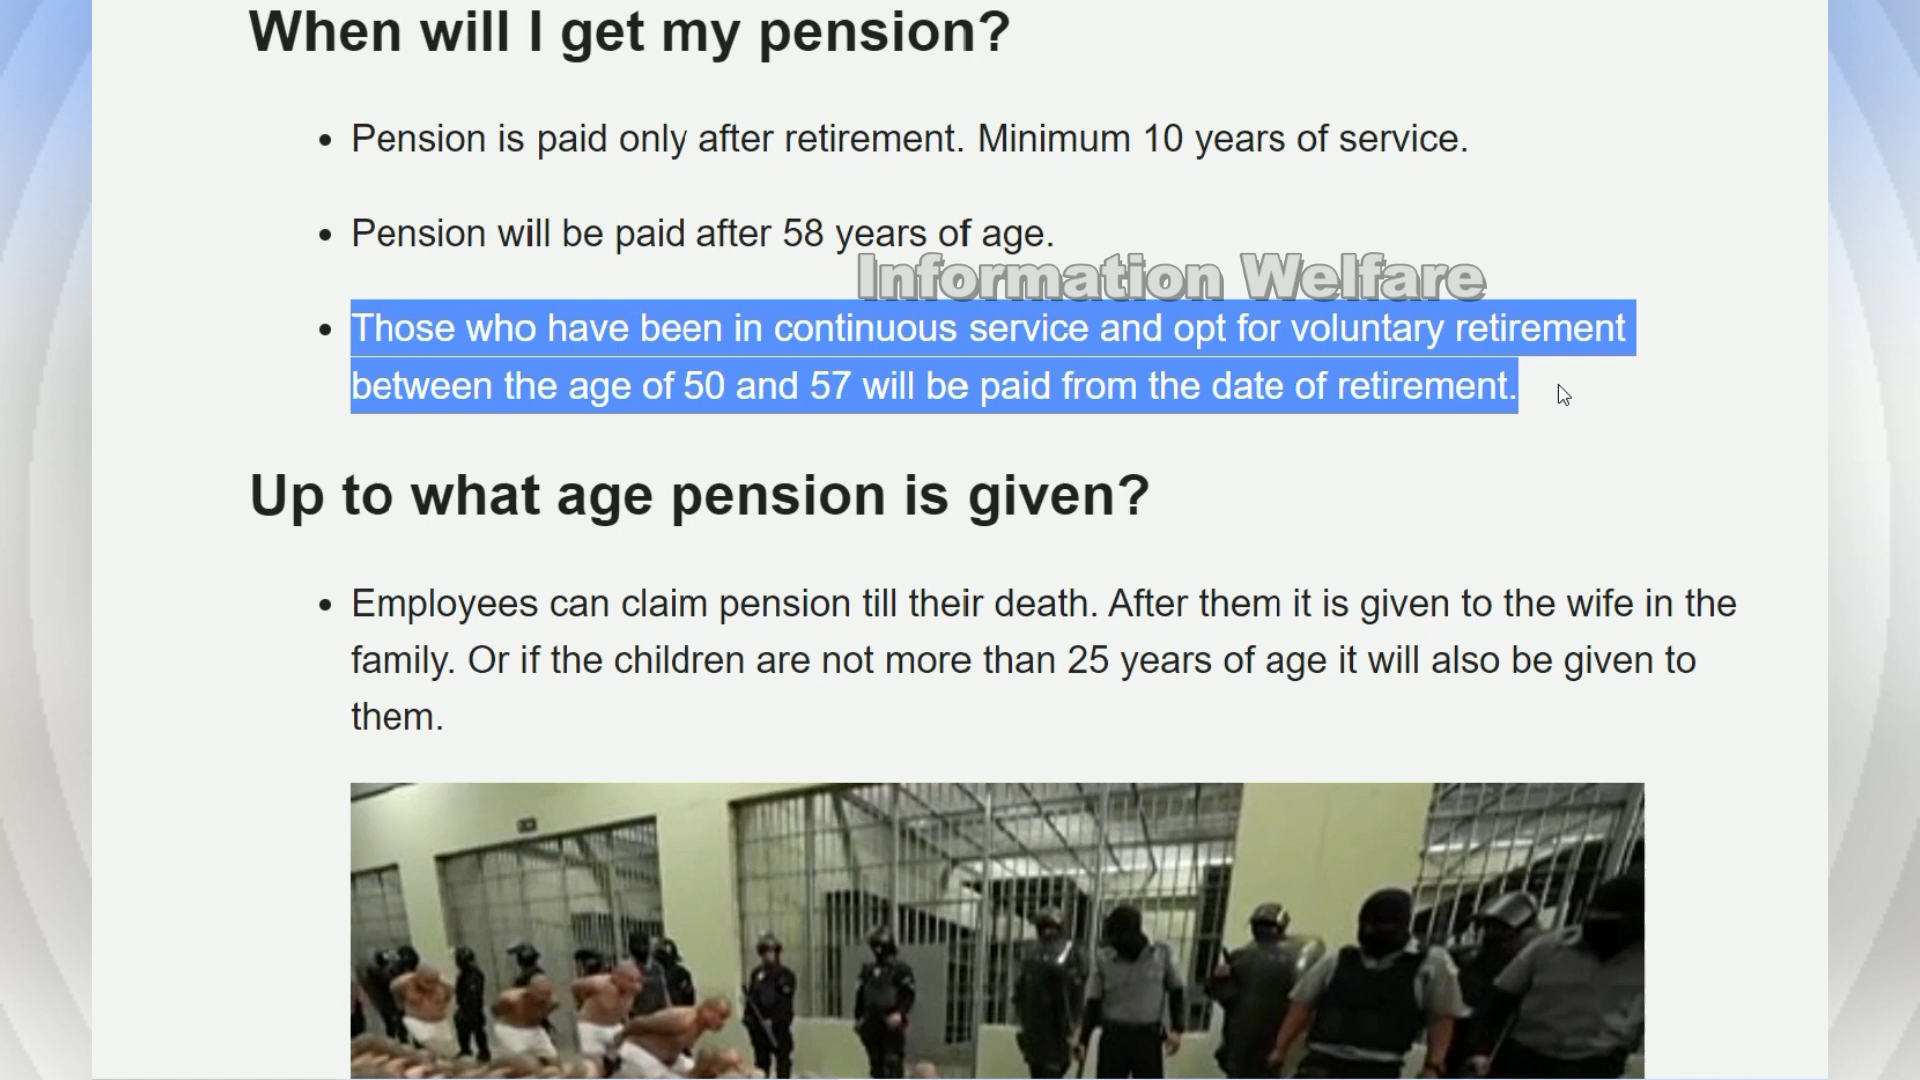 When will I get my pension?
Pension is paid only after retirement. Minimum 10 years of service.
Pension will be paid after 58 years of age.
Information Welfare
Those who have been in continuous service and opt for voluntary retirement
between the age of 50 and 57 will be paid from the date of retirement.
Up to what age pension is given?
Employees can claim pension till their death. After them it is given to the wife in the
family. Or if the children are not more than 25 years of age it will also be given to
them.